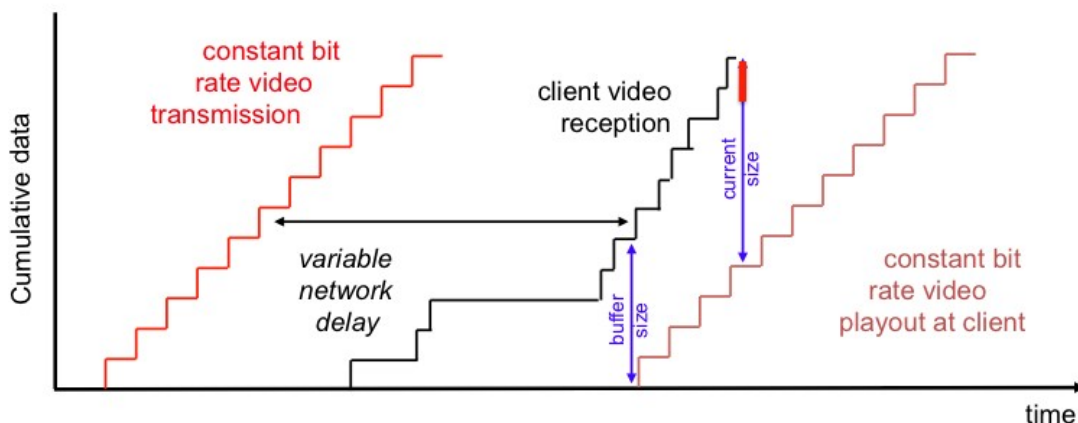 constant bit
rate video
transmission
client video
reception
Cumulative data
variable
network
delay
buffer
size
current
size
constant bit
rate video
playout at client
time